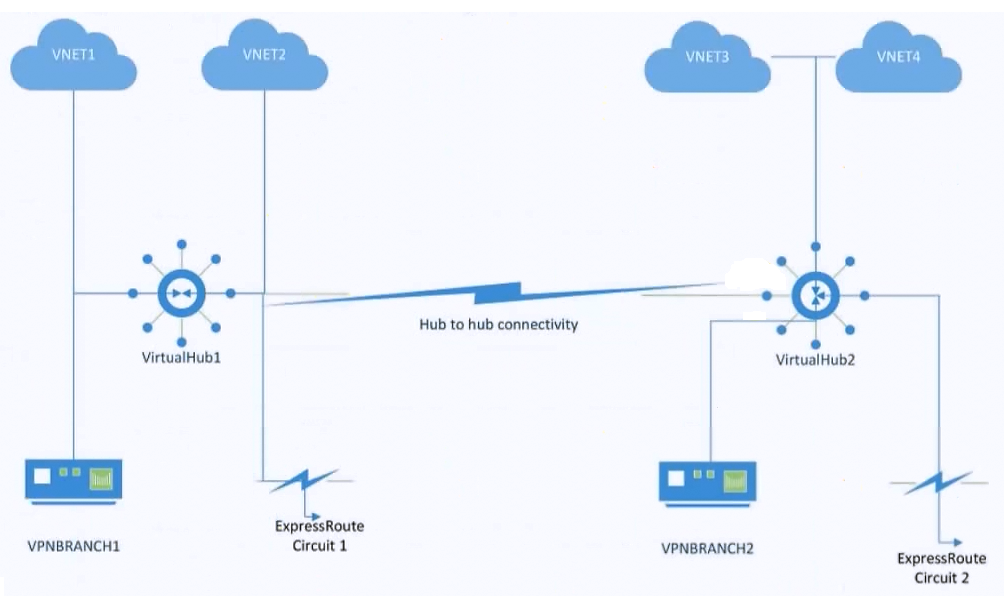 VNET1
VNET2
VNET3
VNET4
Hub to hub connectivity
VirtualHub1
VirtualHub2
VPNBRANCH1
ExpressRoute
Circuit 1
VPNBRANCH2
ExpressRoute
Circuit 2